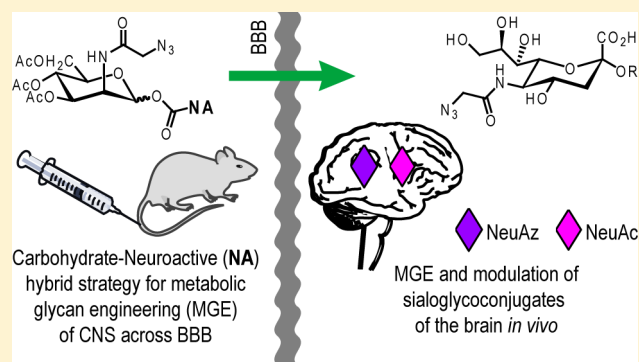 O
N₃
AcO
HN
AcO
O
AcO
O
NA
O
BBB
OH
HO
OH
CO₂H
HO
O
OR
H
N
HO
N₃
O
NeuAz
NeuAc
Carbohydrate-Neuroactive (NA)
hybrid strategy for metabolic
glycan engineering (MGE)
of CNS across BBB
MGE and modulation of
sialoglycoconjugates
of the brain in vivo